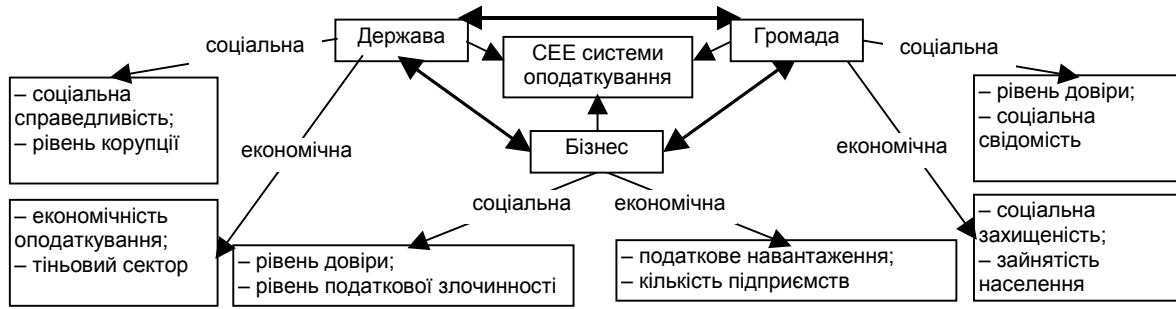 Держава
Громада
соціальна
соціальна
СЕЕ системи
оподаткування
– соціальна
справедливість;
– рівень корупції
– рівень довіри;
– соціальна
свідомість
економічна
Бізнес
економічна
соціальна
економічна
– економічність
оподаткування;
– тіньовий сектор
– рівень довіри;
– рівень податкової злочинності
– податкове навантаження;
– кількість підприємств
– соціальна
захищеність;
– зайнятість
населення